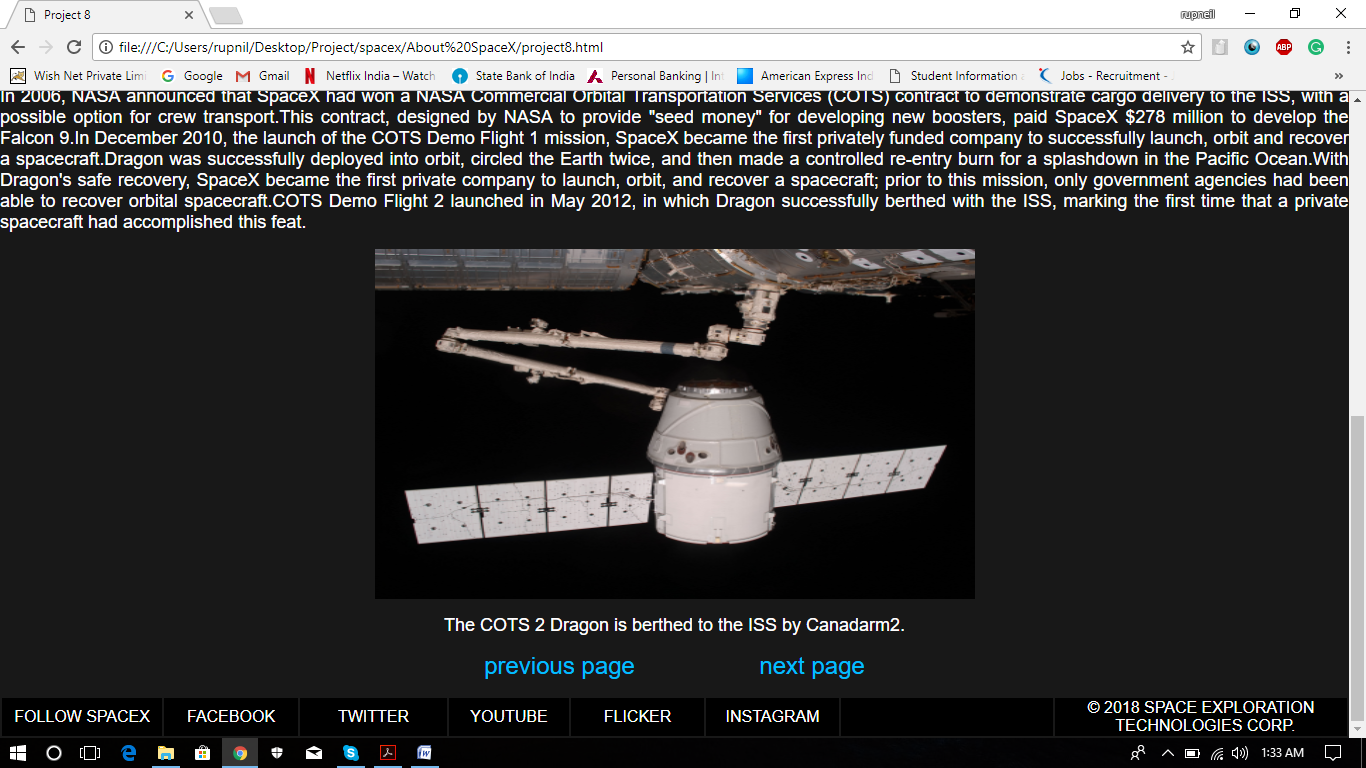 Project 8
rupneil
file:///C:/Users/rupnil/Desktop/Project/spacex/About%20SpaceX/project8.html
ABP
Wish Net Private Lim
Google
Gmail
Netflix India – Watch
State Bank of India
Personal Banking | Int
American Express Ind
Student Information a
Jobs - Recruitment -
»
In 2006, NASA announced that SpaceX had won a NASA Commercial Orbital Transportation Services (COTS) contract to demonstrate cargo delivery to the ISS, with a
possible option for crew transport.This contract, designed by NASA to provide "seed money" for developing new boosters, paid SpaceX $278 million to develop the
Falcon 9.In December 2010, the launch of the COTS Demo Flight 1 mission, SpaceX became the first privately funded company to successfully launch, orbit and recover
a spacecraft.Dragon was successfully deployed into orbit, circled the Earth twice, and then made a controlled re-entry burn for a splashdown in the Pacific Ocean.With
Dragon's safe recovery, SpaceX became the first private company to launch, orbit, and recover a spacecraft; prior to this mission, only government agencies had been
able to recover orbital spacecraft.COTS Demo Flight 2 launched in May 2012, in which Dragon successfully berthed with the ISS, marking the first time that a private
spacecraft had accomplished this feat.
The COTS 2 Dragon is berthed to the ISS by Canadarm2.
previous page next page
FOLLOW SPACEX FACEBOOK TWITTER YOUTUBE FLICKER INSTAGRAM
© 2018 SPACE EXPLORATION
TECHNOLOGIES CORP.
1:33 AM